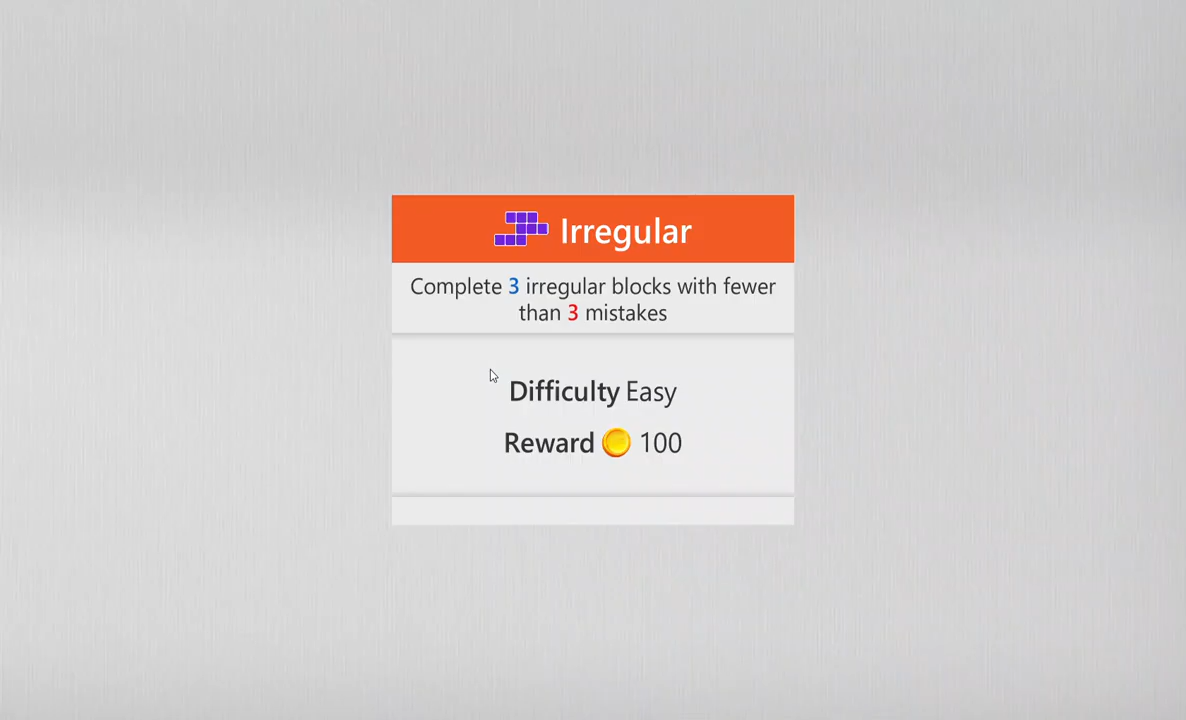 Irregular
Complete 3 irregular blocks with fewer
than 3 mistakes
Difficulty Easy
Reward 100